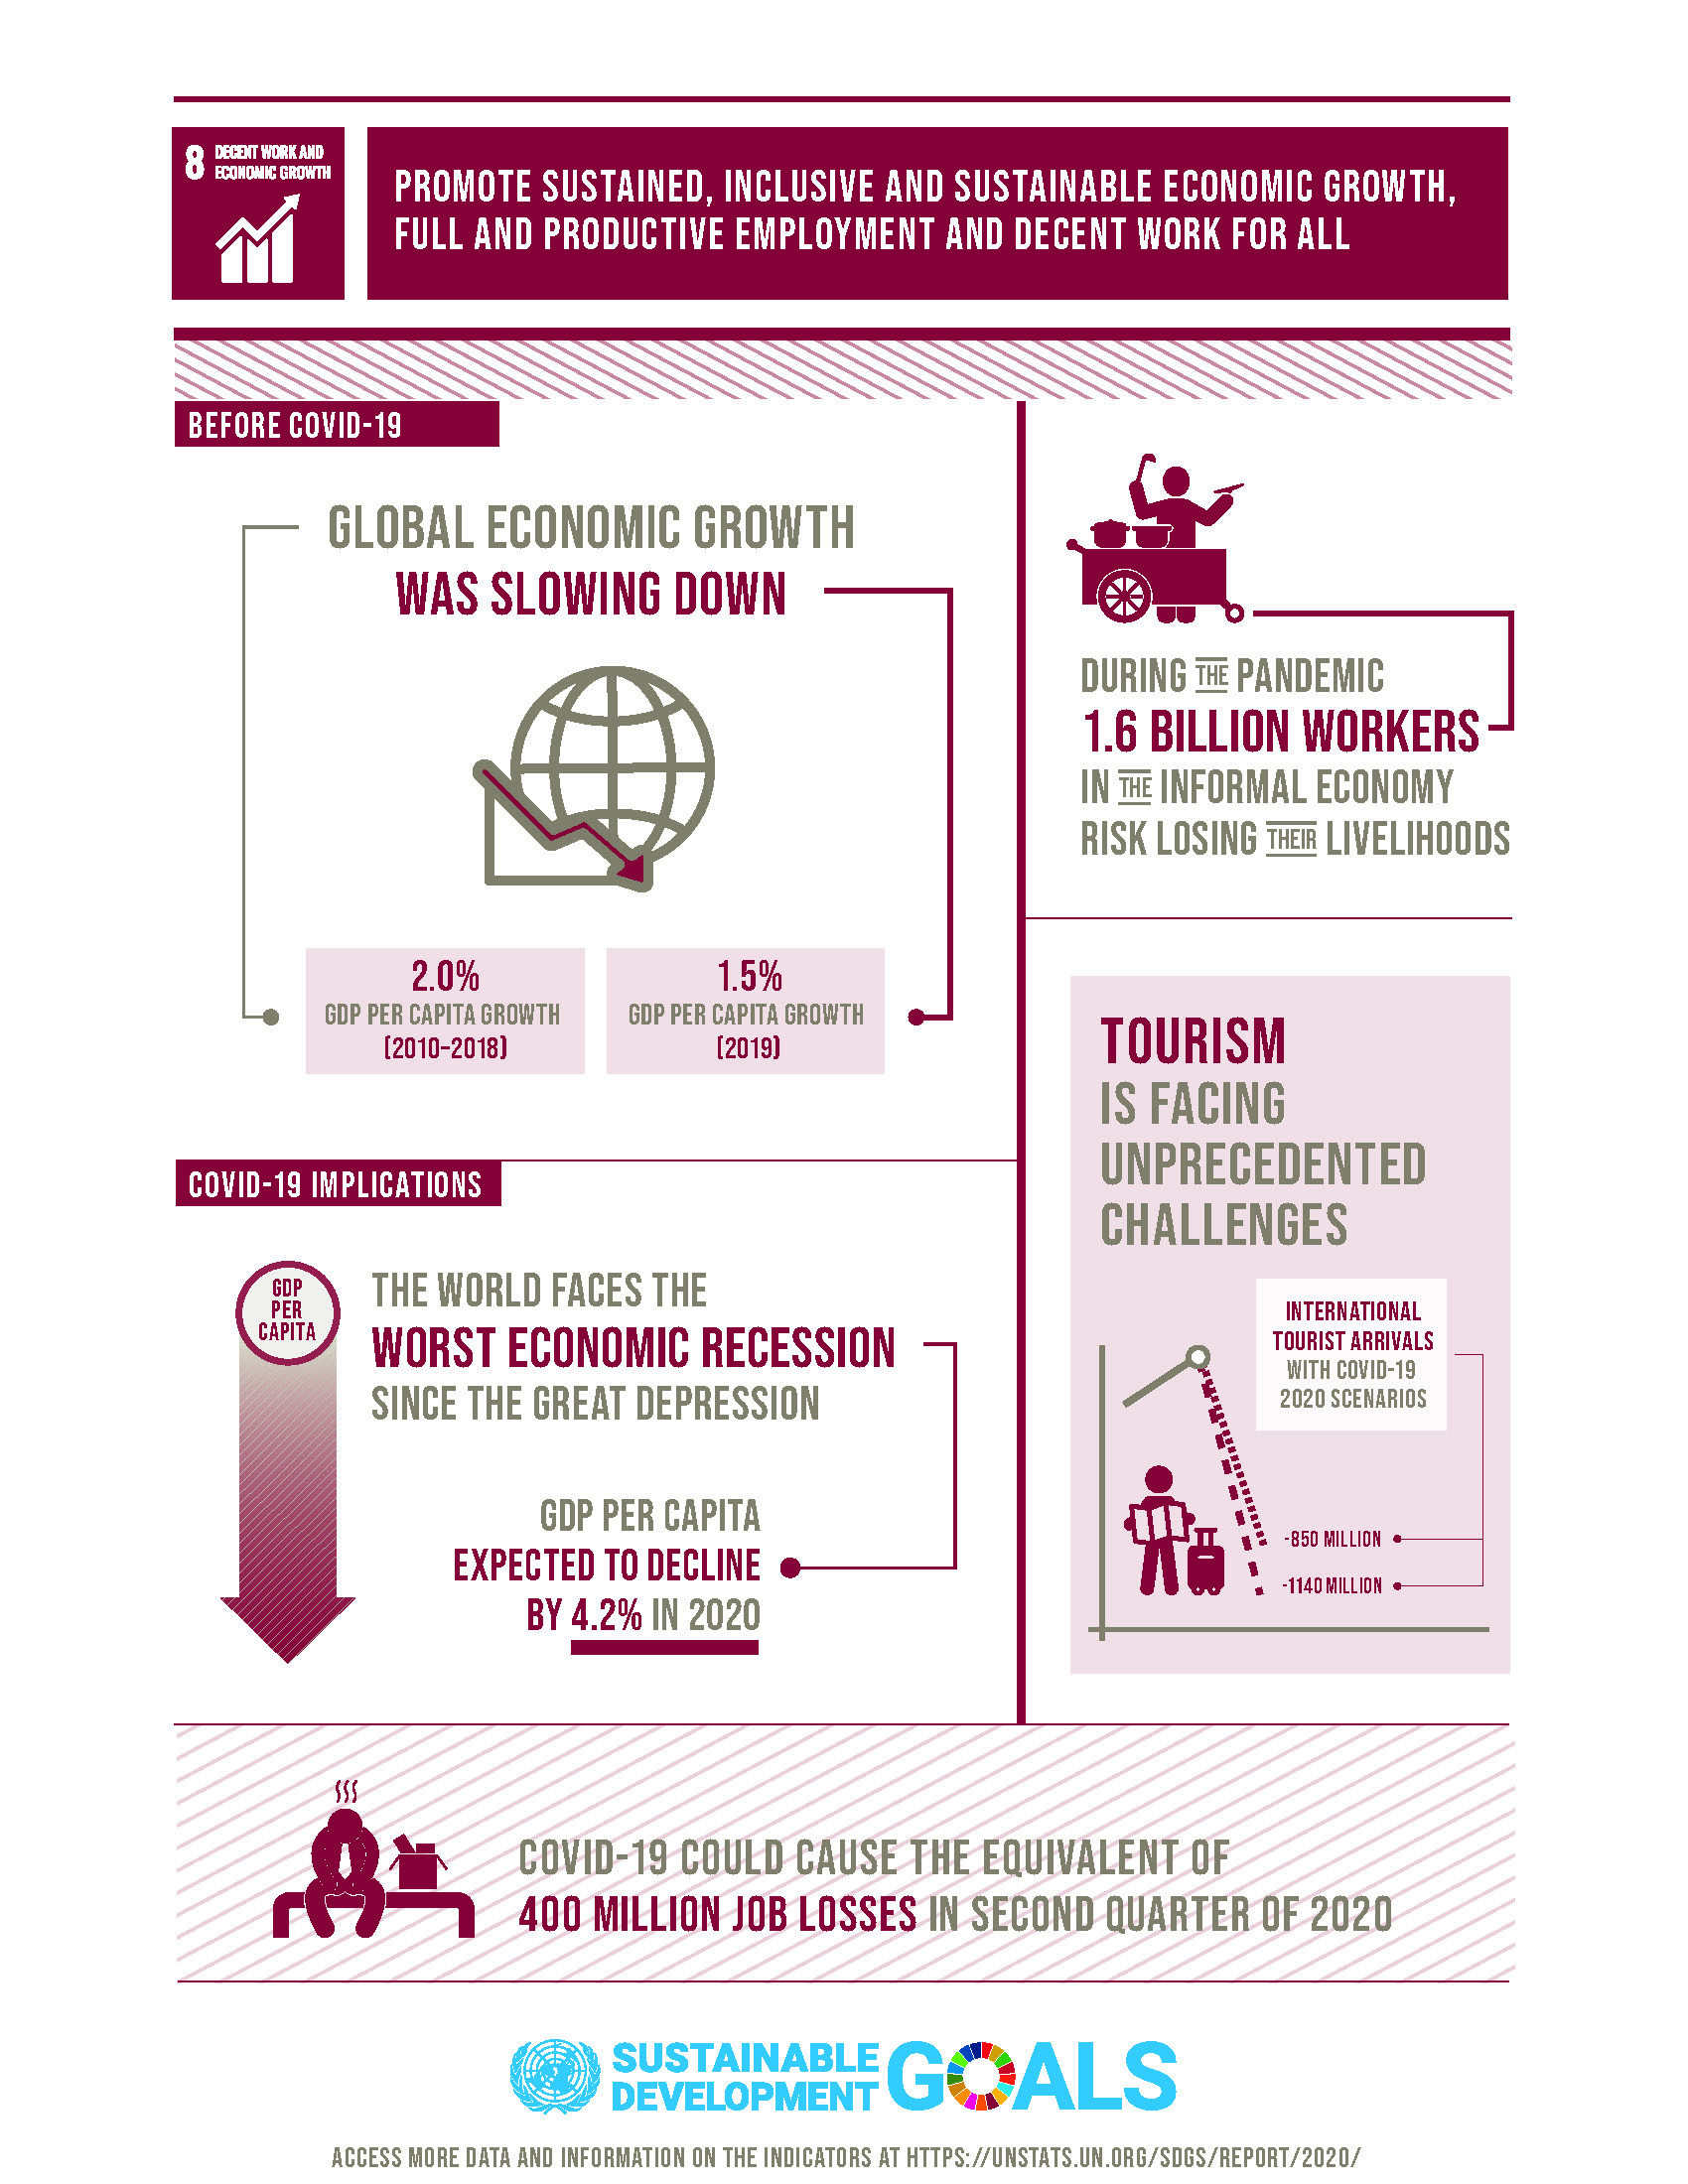 8 DECENT WORK AND
ECONOMIC GROWTH
PROMOTE SUSTAINED, INCLUSIVE AND SUSTAINABLE ECONOMIC GROWTH,
FULL AND PRODUCTIVE EMPLOYMENT AND DECENT WORK FOR ALL
BEFORE COVID-19
GLOBAL ECONOMIC GROWTH
WAS SLOWING DOWN
2.0%
GDP PER CAPITA GROWTH
(2010-2018)
1.5%
GDP PER CAPITA GROWTH
(2019)
DURING THE PANDEMIC
1.6 BILLION WORKERS
IN THE INFORMAL ECONOMY
RISK LOSING THEIR LIVELIHOODS
COVID-19 IMPLICATIONS
GDP
PER
CAPITA
THE WORLD FACES THE
WORST ECONOMIC RECESSION
SINCE THE GREAT DEPRESSION
GDP PER CAPITA
EXPECTED TO DECLINE
BY 4.2% IN 2020
TOURISM
IS FACING
UNPRECEDENTED
CHALLENGES
INTERNATIONAL
TOURIST ARRIVALS
WITH COVID-19
2020 SCENARIOS
-850 MILLION
-1140 MILLION
COVID-19 COULD CAUSE THE EQUIVALENT OF
400 MILLION JOB LOSSES IN SECOND QUARTER OF 2020
SUSTAINABLE
DEVELOPMENT GOALS
ACCESS MORE DATA AND INFORMATION ON THE INDICATORS AT HTTPS://UNSTATS.UN.ORG/SDGS/REPORT/2020/